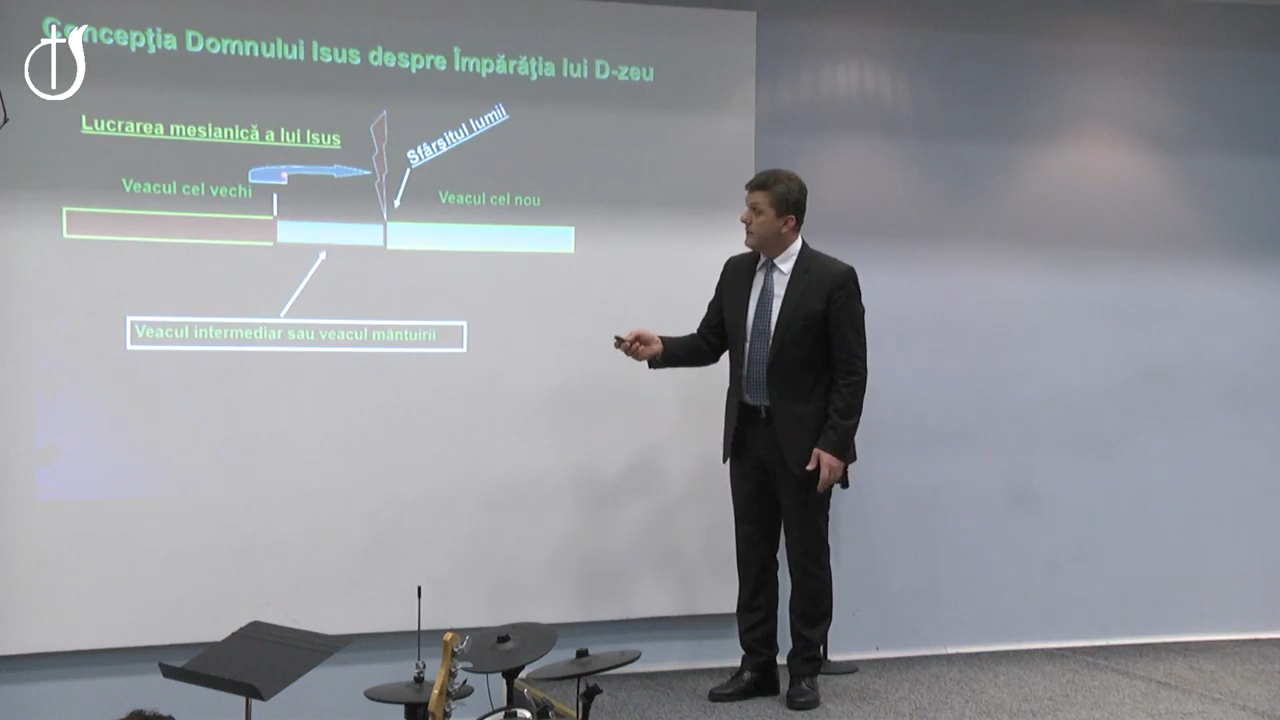 Concepţia Domnului Isus despre Împărăţia lui D-zeu
Lucrarea mesianică a lui Isus
Sfârşitul lumii
Veacul cel vechi
Veacul cel nou
Veacul intermediar sau veacul mântuirii